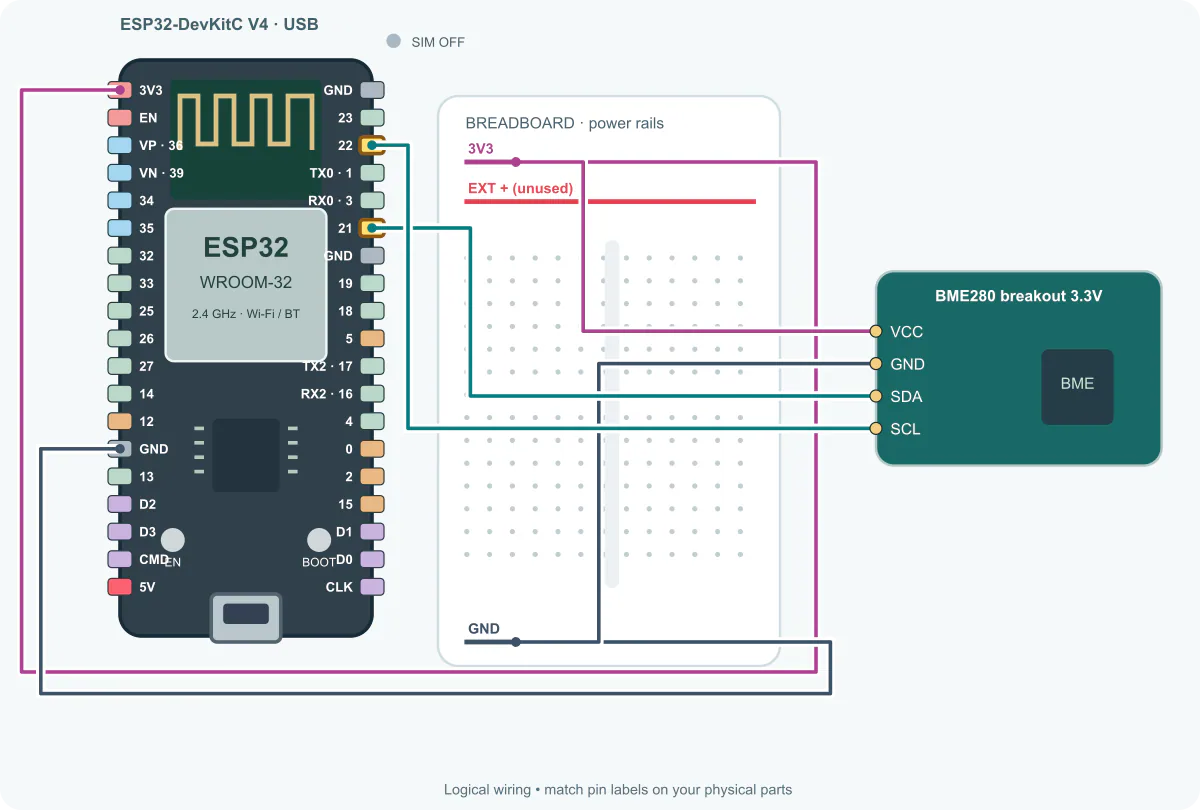 ESP32-DevKitC V4 · USB
SIM OFF
3V3
EN
VP · 36
VN · 39
34
35
32
33
25
26
27
14
12
GND
13
D2
D3
CMD
5V
GND
23
22
TX0 · 1
RX0 · 3
21
GND
19
18
5
TX2 · 17
RX2 · 16
4
0
2
15
D1
D0
CLK
ESP32
WROOM-32
2.4 GHz · Wi-Fi / BT
EN
BOOT
BREADBOARD · power rails
3V3
EXT + (unused)
GND
BME280 breakout 3.3V
VCC
GND
SDA
SCL
BME
Logical wiring • match pin labels on your physical parts